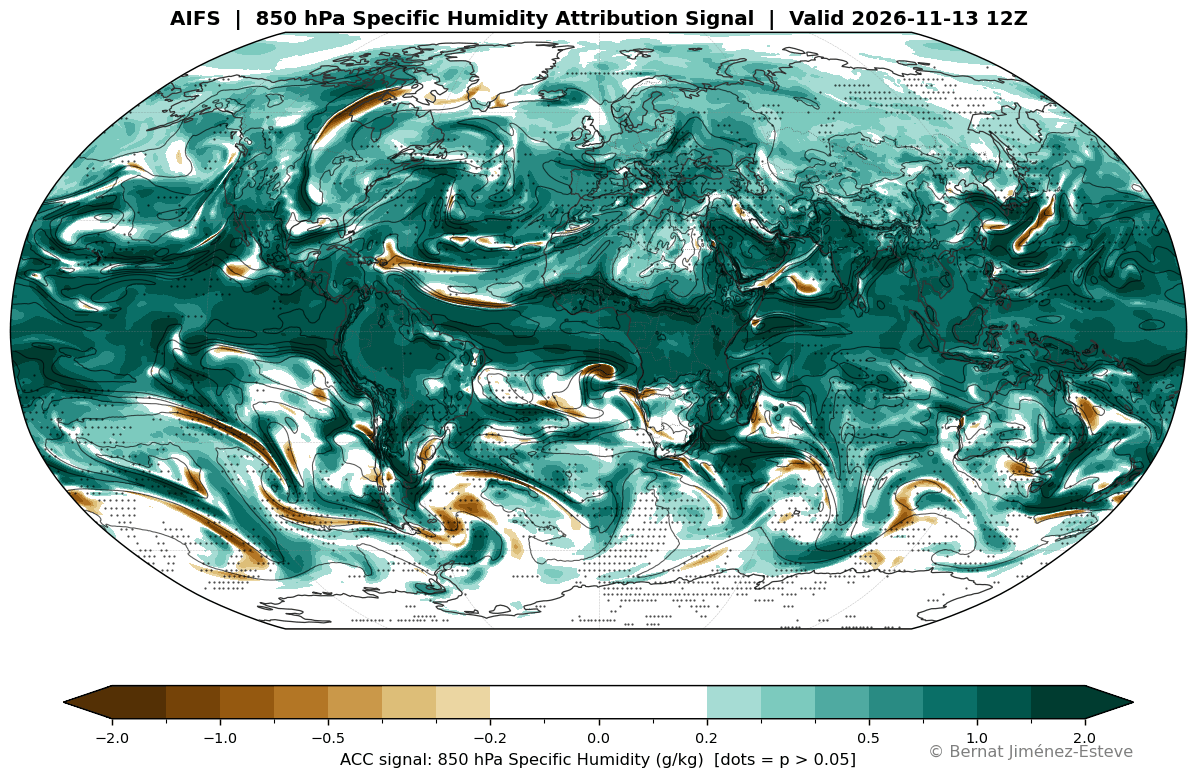 AIFS  |  850 hPa Specific Humidity Attribution Signal  |  Valid 2026-11-13 12Z
−2.0 −1.0 −0.5 −0.2 0.0 0.2 0.5 1.0 2.0
ACC signal: 850 hPa Specific Humidity (g/kg)  [dots = p > 0.05]
© Bernat Jiménez-Esteve